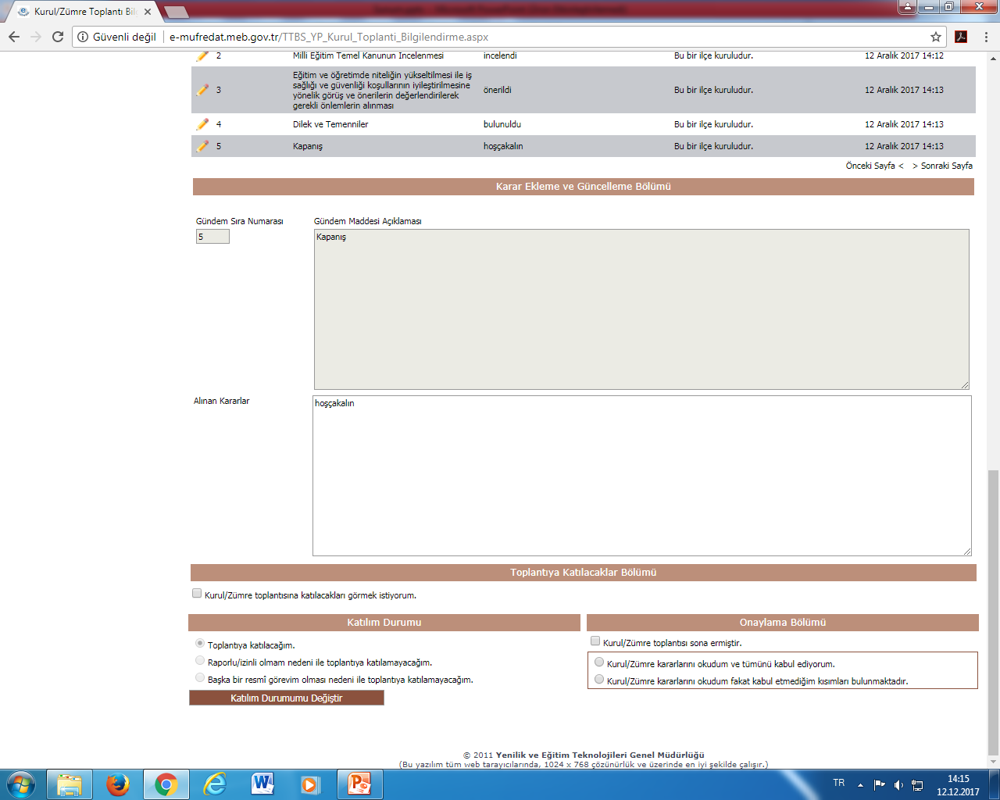 Kurul/Zümre Toplantı Bil
Güvenli değil
e-mufredat.meb.gov.tr/TTBS_YP_Kurul_Toplanti_Bilgilendirme.aspx
2 Milli Eğitim Temel Kanunun İncelenmesi incelendi Bu bir ilçe kuruludur. 12 Aralık 2017 14:12
Eğitim ve öğretimde niteliğin yükseltilmesi ile iş
sağlığı ve güvenliği koşullarının iyileştirilmesine
3 yönelik görüş ve önerilerin değerlendirilerek önerildi Bu bir ilçe kuruludur. 12 Aralık 2017 14:13
gerekli önlemlerin alınması
4 Dilek ve Temenniler bulunuldu Bu bir ilçe kuruludur. 12 Aralık 2017 14:13
5 Kapanış hoşçakalın Bu bir ilçe kuruludur. 12 Aralık 2017 14:13
Önceki Sayfa < > Sonraki Sayfa
Karar Ekleme ve Güncelleme Bölümü
Gündem Sıra Numarası Gündem Maddesi Açıklaması
5 Kapanış
Alınan Kararlar hoşçakalın
Toplantıya Katılacaklar Bölümü
Kurul/Zümre toplantısına katılacakları görmek istiyorum.
Katılım Durumu
Toplantıya katılacağım.
Raporlu/izinli olmam nedeni ile toplantıya katılamayacağım.
Başka bir resmî görevim olması nedeni ile toplantıya katılamayacağım.
Katılım Durumumu Değiştir
Onaylama Bölümü
Kurul/Zümre toplantısı sona ermiştir.
Kurul/Zümre kararlarını okudum ve tümünü kabul ediyorum.
Kurul/Zümre kararlarını okudum fakat kabul etmediğim kısımları bulunmaktadır.
© 2011 Yenilik ve Eğitim Teknolojileri Genel Müdürlüğü
(Bu yazılım tüm web tarayıcılarında, 1024 x 768 çözünürlük ve üzerinde en iyi şekilde çalışır.)
TR
14:15
12.12.2017